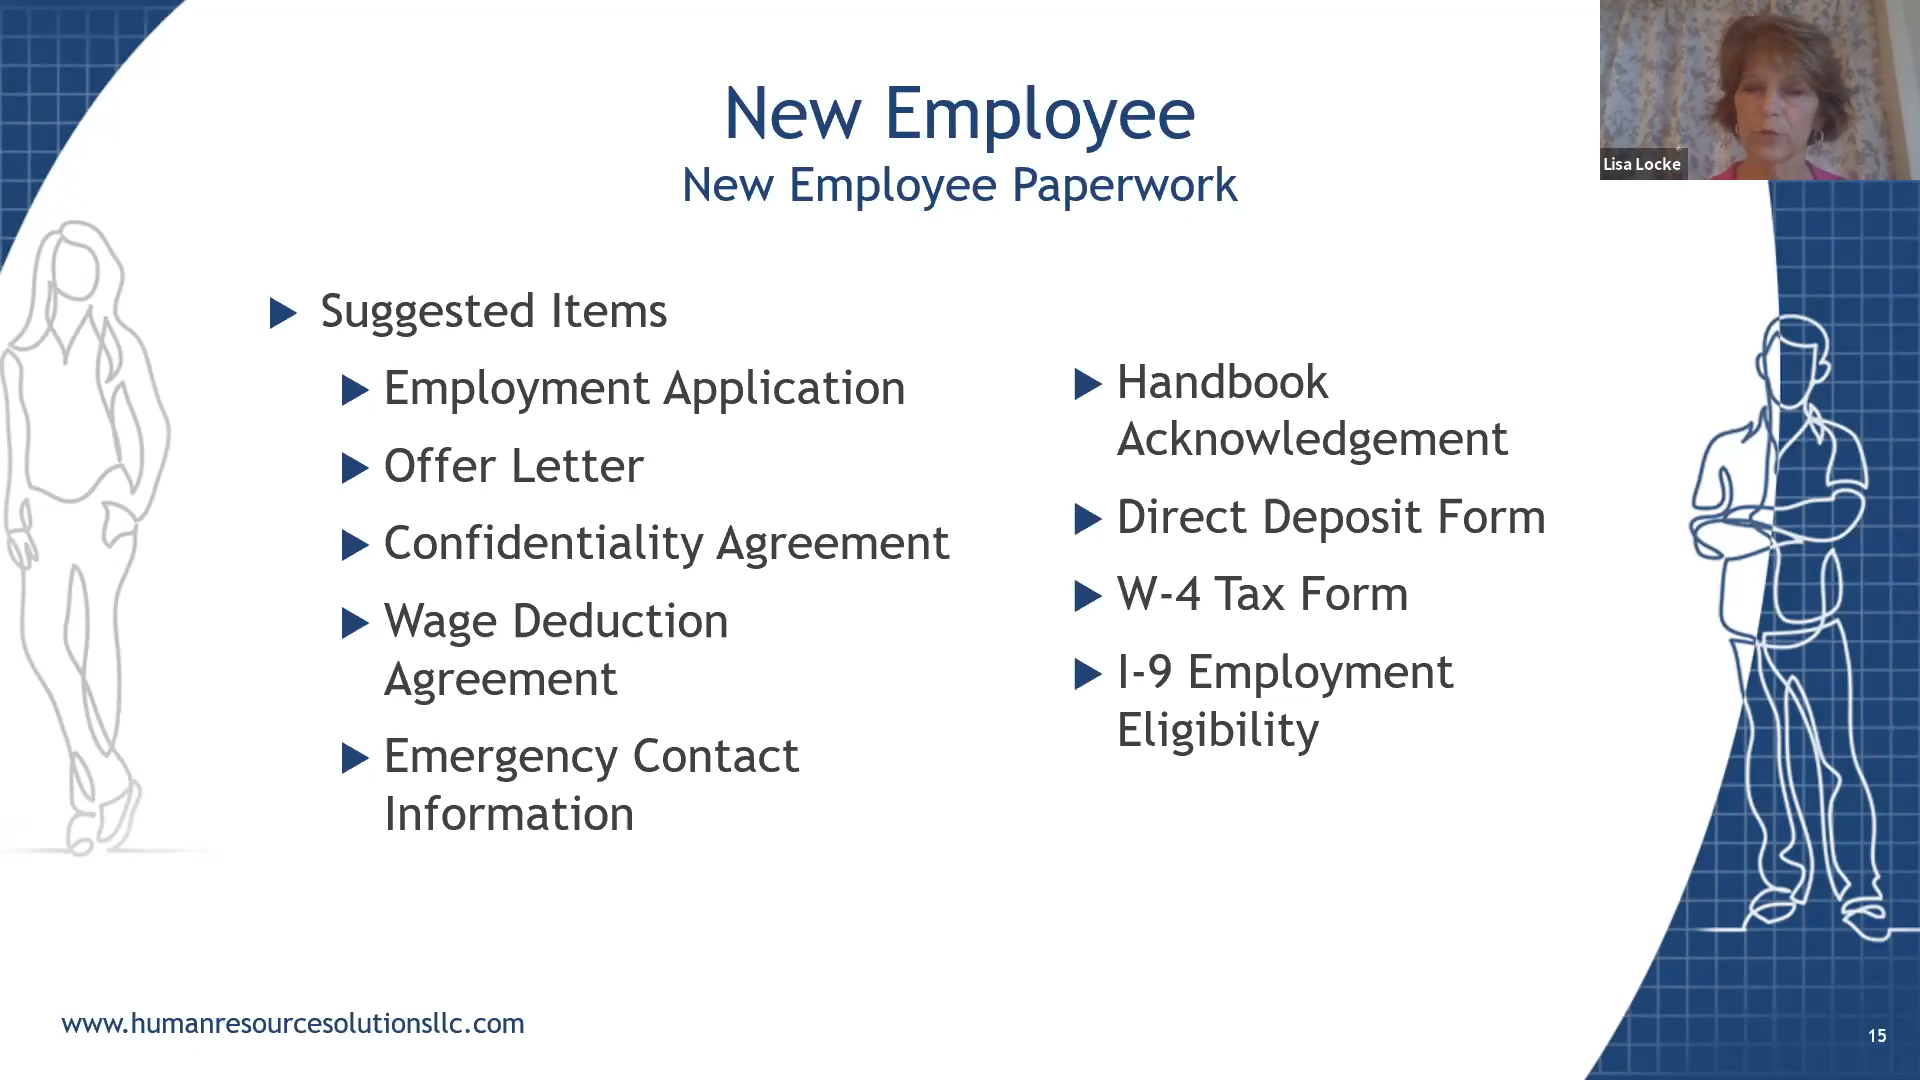 New Employee
New Employee Paperwork
Lisa Locke
Suggested Items
Employment Application
Offer Letter
Confidentiality Agreement
Wage Deduction
Agreement
Emergency Contact
Information
Handbook
Acknowledgement
Direct Deposit Form
W-4 Tax Form
I-9 Employment
Eligibility
www.humanresourcesolutionsllc.com
15